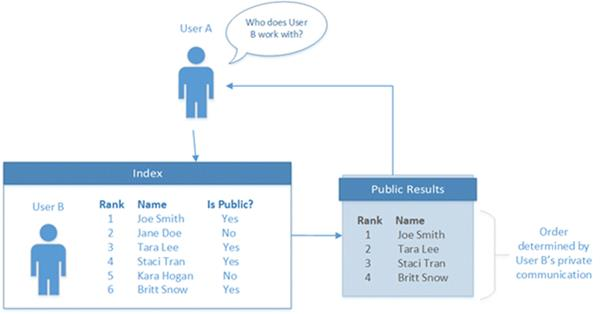 User A
Who does User
B work with?
Index
User B
Rank Name Is Public?
1 Joe Smith Yes
2 Jane Doe No
3 Tara Lee Yes
4 Staci Tran Yes
5 Kara Hogan No
6 Britt Snow Yes
Public Results
Rank Name
1 Joe Smith
2 Tara Lee
3 Staci Tran
4 Britt Snow
Order
determined by
User B's private
communication